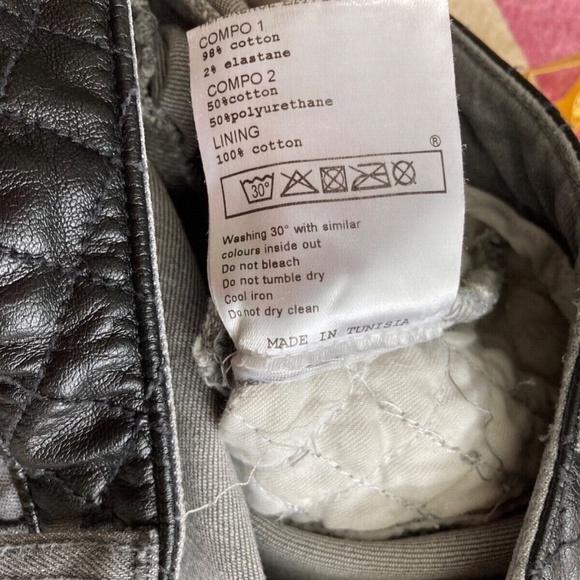 COMPO 1
98% cotton
2% elastane
COMPO 2
50%cotton
50%polyurethane
LINING
100% cotton
®
30°
Washing 30° with similar
colours inside out
Do not bleach
Do not tumble dry
Cool iron
Do not dry clean
MADE IN TUNISIA